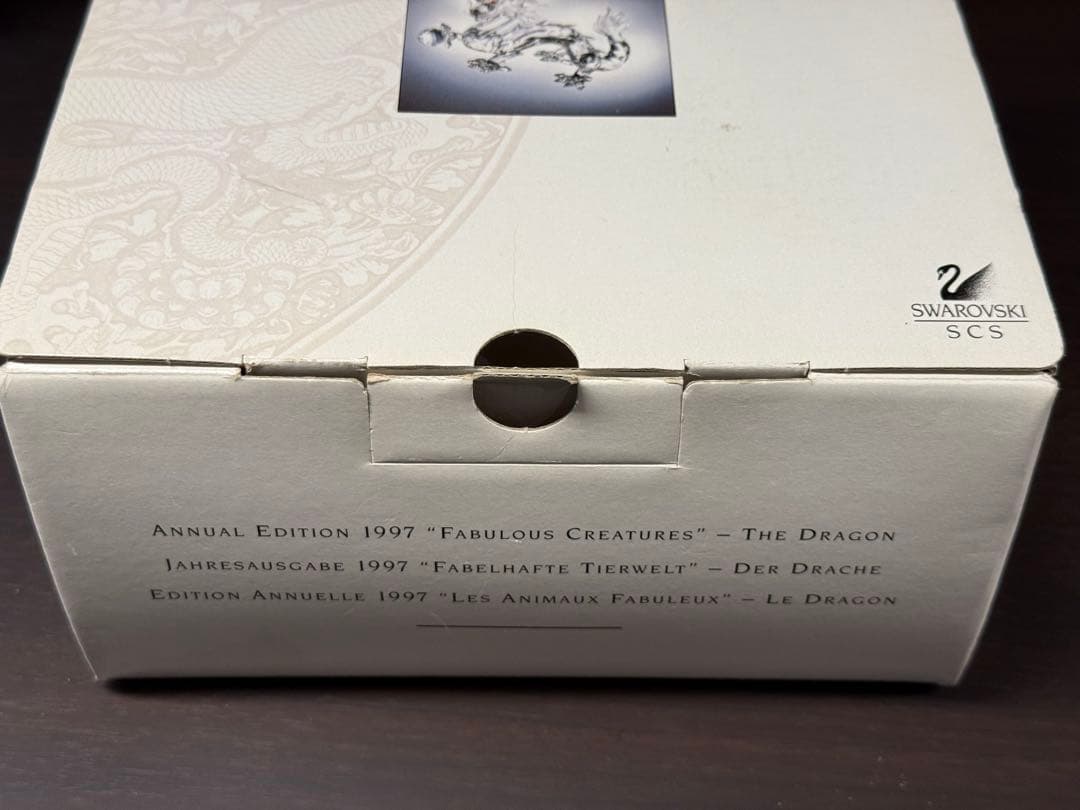 SWAROVSKI
SCS
ANNUAL EDITION 1997 "FABULOUS CREATURES" – THE DRAGON
JAHRESAUSGABE 1997 "FABELHAFTE TIERWELT" – DER DRACHE
EDITION ANNUELLE 1997 "LES ANIMAUX FABULEUX" – LE DRAGON